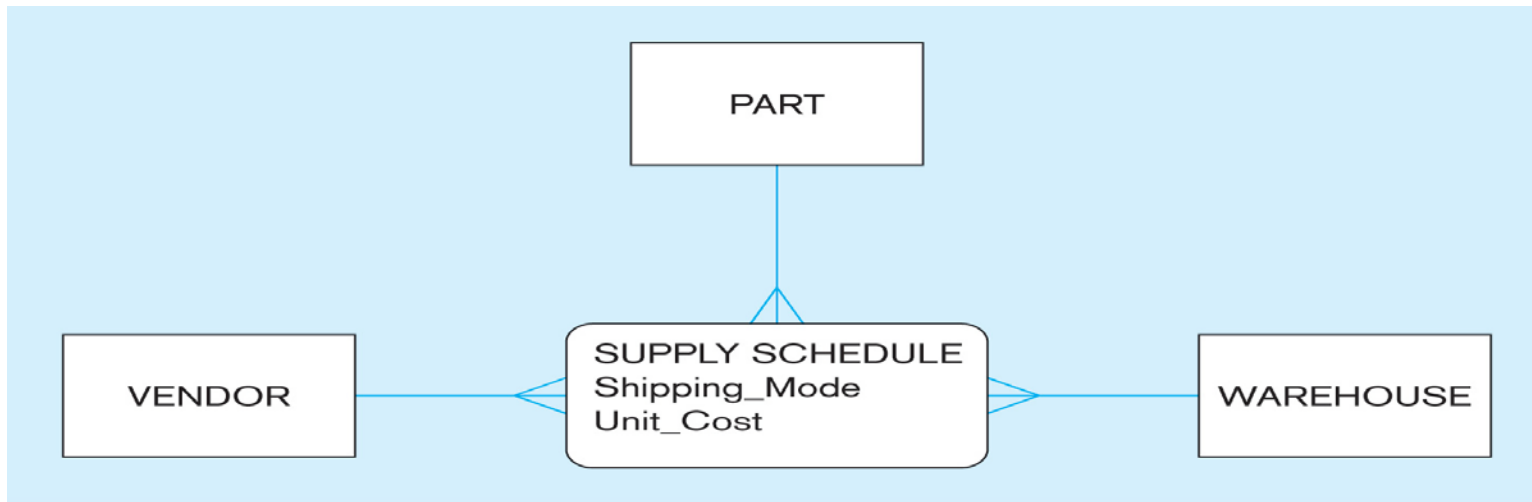 PART
VENDOR
SUPPLY SCHEDULE
Shipping_Mode
Unit_Cost
WAREHOUSE